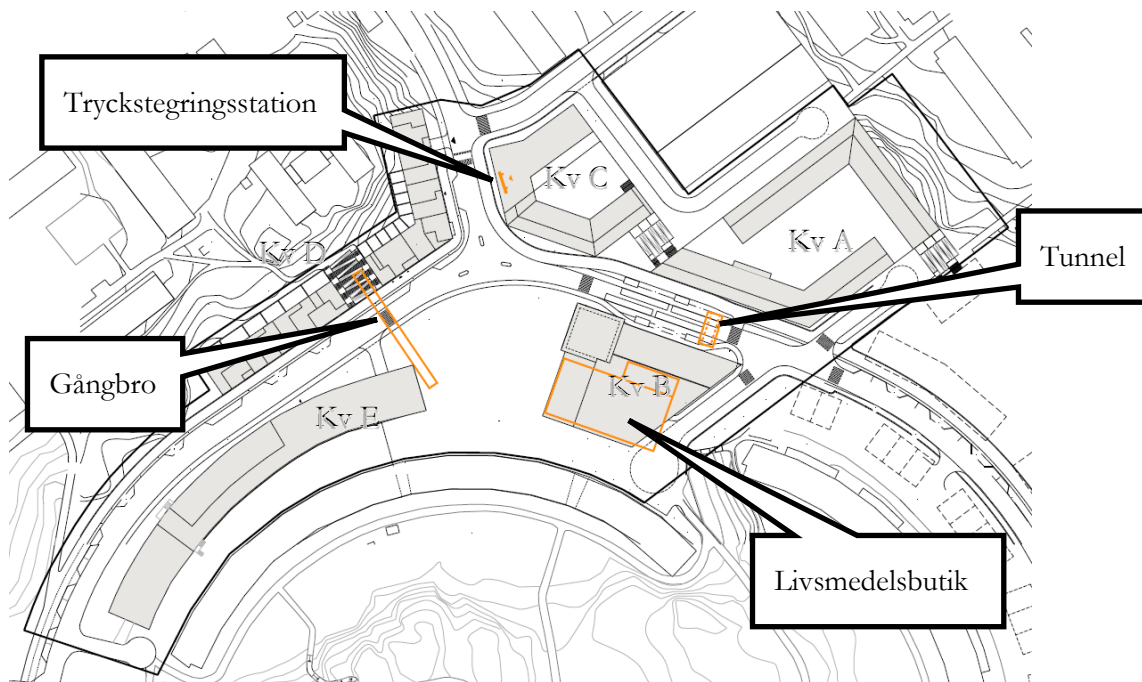 Tryckstegringsstation
Kv C
Kv A
Kv D
Tunnel
Gångbro
Kv B
Kv E
Livsmedelsbutik